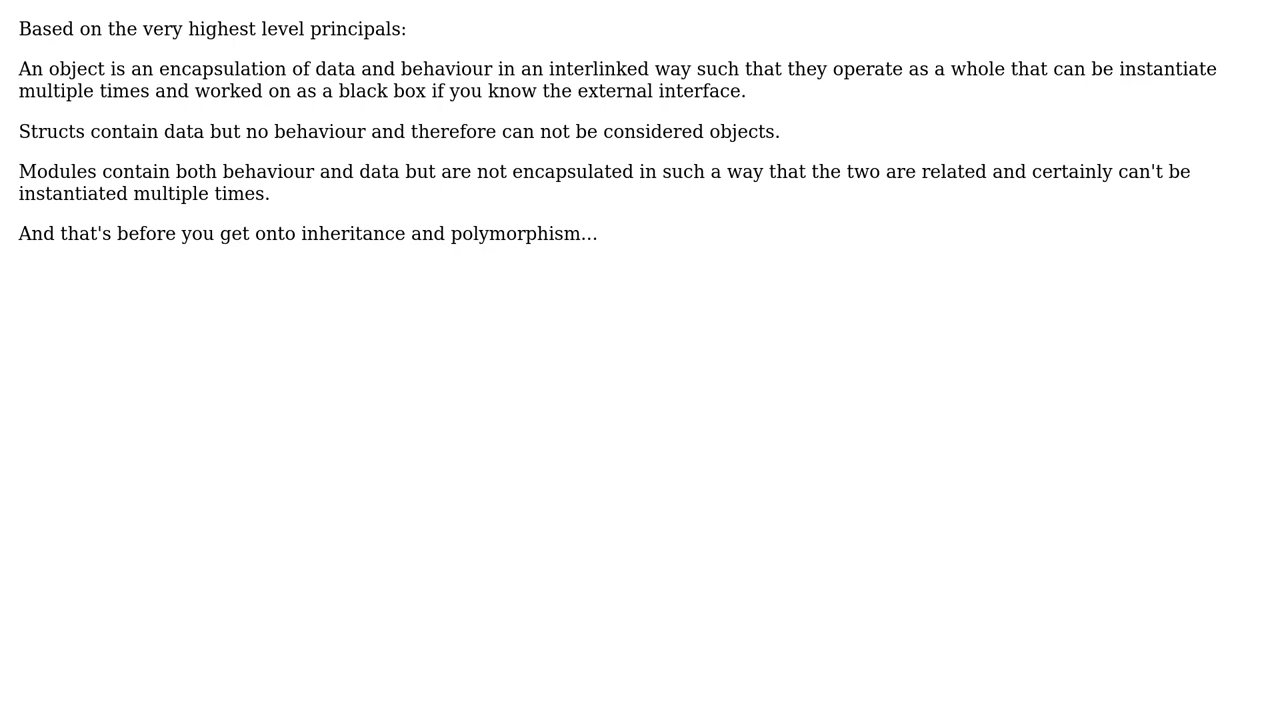 Based on the very highest level principals:
An object is an encapsulation of data and behaviour in an interlinked way such that they operate as a whole that can be instantiate
multiple times and worked on as a black box if you know the external interface.
Structs contain data but no behaviour and therefore can not be considered objects.
Modules contain both behaviour and data but are not encapsulated in such a way that the two are related and certainly can't be
instantiated multiple times.
And that's before you get onto inheritance and polymorphism...